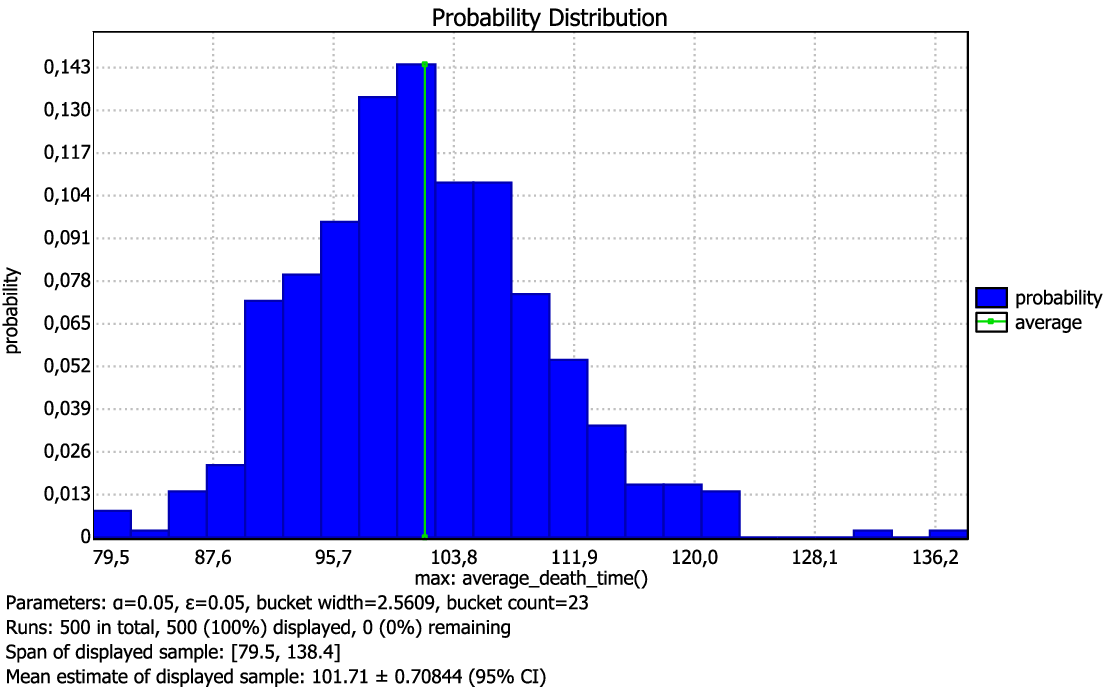 Probability Distribution
0,143
0,130
0,117
0,104
0,091
0,078
0,065
0,052
0,039
0,026
0,013
0
probability
probability
average
79,5 87,6 95,7 103,8 111,9 120,0 128,1 136,2
max: average_death_time()
Parameters: α=0.05, ε=0.05, bucket width=2.5609, bucket count=23
Runs: 500 in total, 500 (100%) displayed, 0 (0%) remaining
Span of displayed sample: [79.5, 138.4]
Mean estimate of displayed sample: 101.71 ± 0.70844 (95% CI)